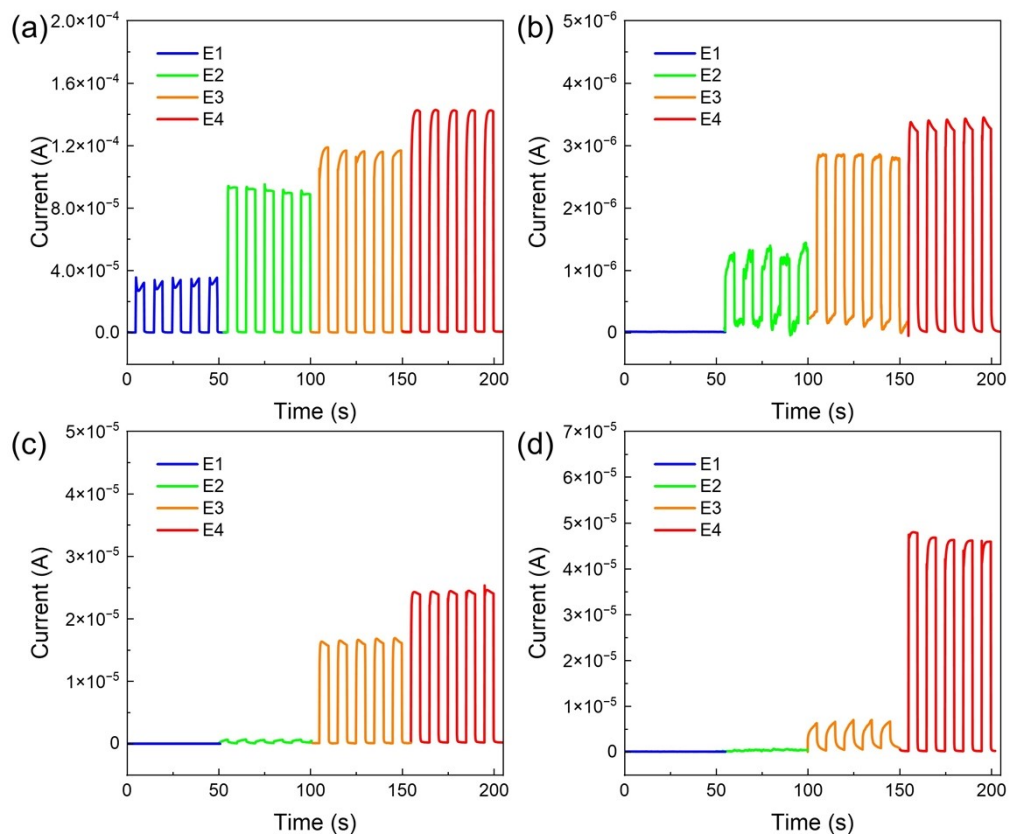 (a)
2.0×10⁻⁴
1.6×10⁻⁴
1.2×10⁻⁴
8.0×10⁻⁵
4.0×10⁻⁵
0.0
Current (A)
E1
E2
E3
E4
0 50 100 150 200
Time (s)
(b)
5×10⁻⁶
4×10⁻⁶
3×10⁻⁶
2×10⁻⁶
1×10⁻⁶
0
Current (A)
E1
E2
E3
E4
0 50 100 150 200
Time (s)
(c)
5×10⁻⁵
4×10⁻⁵
3×10⁻⁵
2×10⁻⁵
1×10⁻⁵
0
Current (A)
E1
E2
E3
E4
0 50 100 150 200
Time (s)
(d)
7×10⁻⁵
6×10⁻⁵
5×10⁻⁵
4×10⁻⁵
3×10⁻⁵
2×10⁻⁵
1×10⁻⁵
0
Current (A)
E1
E2
E3
E4
0 50 100 150 200
Time (s)